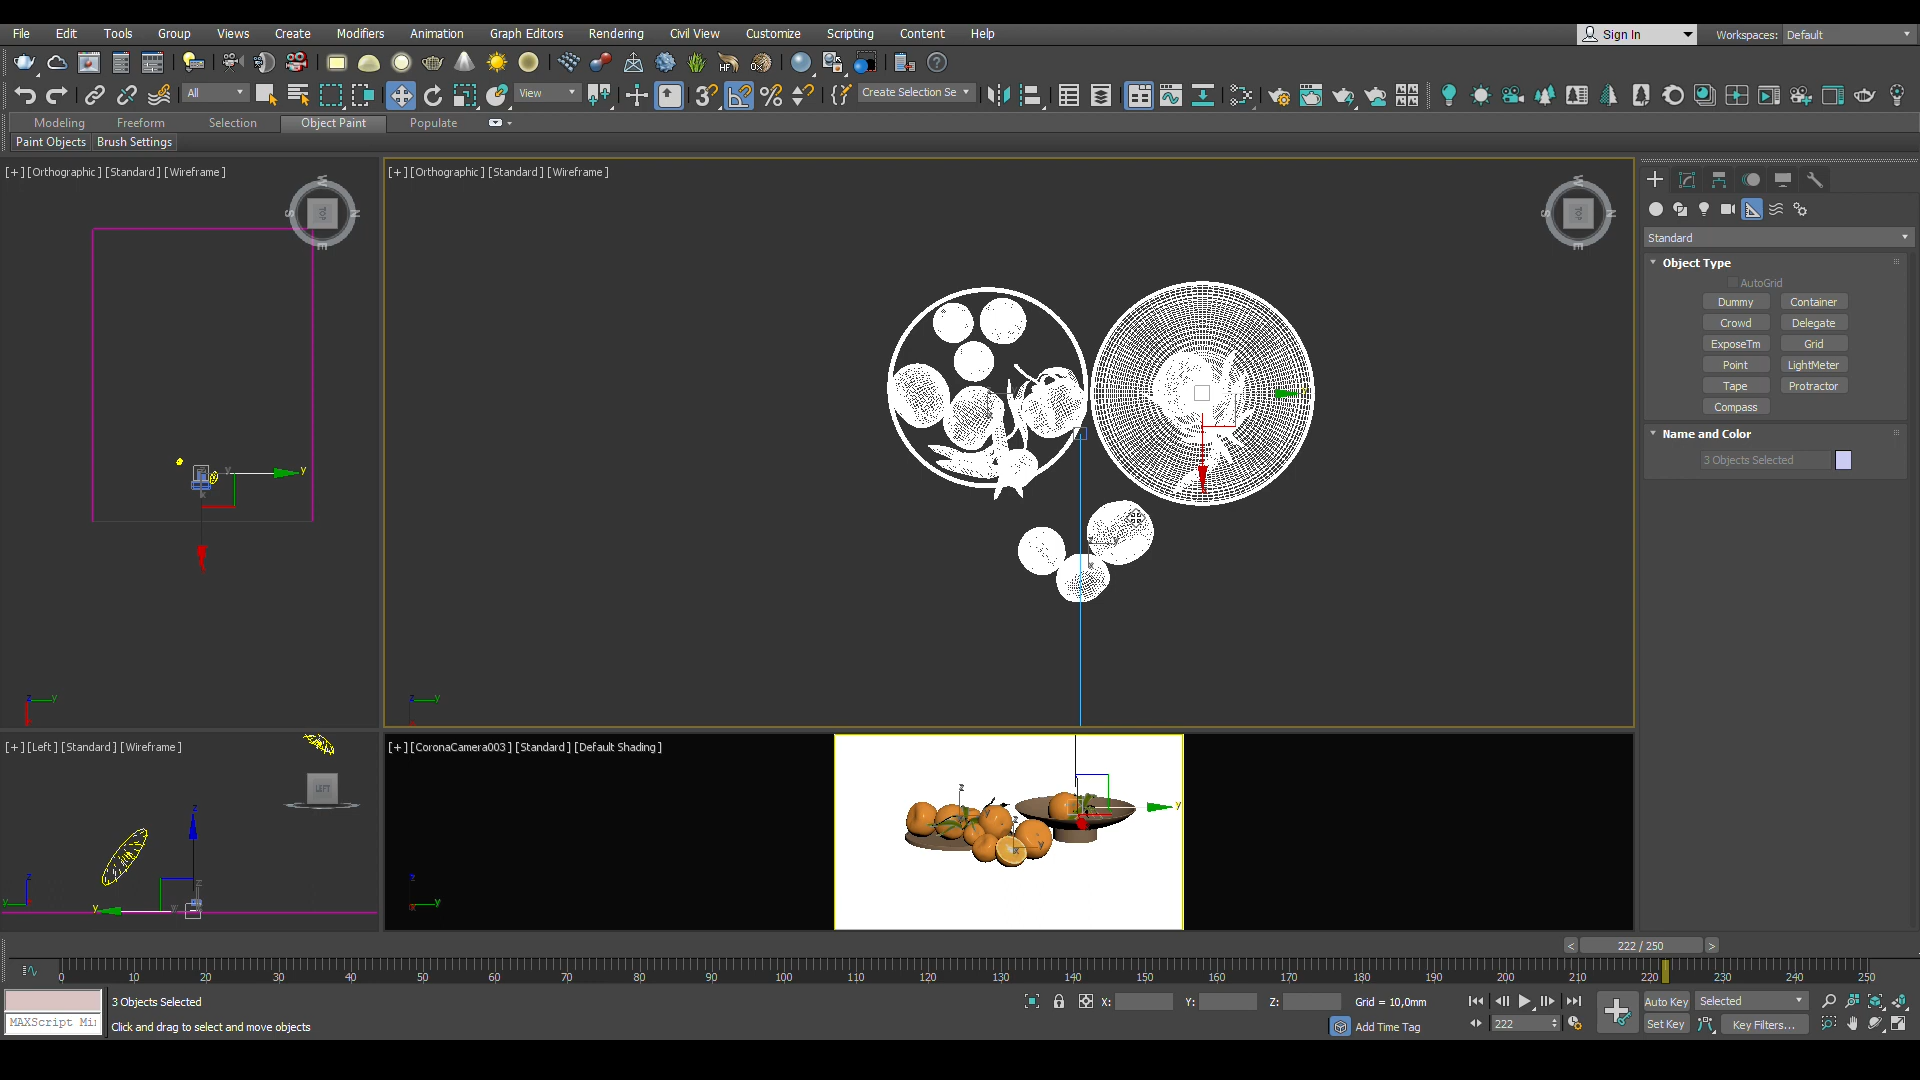 File Edit Tools Group Views Create Modifiers Animation Graph Editors Rendering Civil View Customize Scripting Content Help
Sign In Workspaces: Default
All View Create Selection Se
Modeling Freeform Selection Object Paint Populate
Paint Objects Brush Settings
[+] [Orthographic] [Standard] [Wireframe]
[+] [Orthographic] [Standard] [Wireframe]
W
S TOP N
E
W
S TOP N
E
Standard
Object Type
AutoGrid
Dummy Container
Crowd Delegate
ExposeTm Grid
Point LightMeter
Tape Protractor
Compass
Name and Color
3 Objects Selected
[+] [Left] [Standard] [Wireframe]
LEFT
[+] [CoronaCamera003] [Standard] [Default Shading]
< 222 / 250 >
0 10 20 30 40 50 60 70 80 90 100 110 120 130 140 150 160 170 180 190 200 210 220 230 240 250
3 Objects Selected X: Y: Z: Grid = 10,0mm Auto Key Selected
MAXScript Mi Click and drag to select and move objects Add Time Tag 222 Set Key Key Filters...